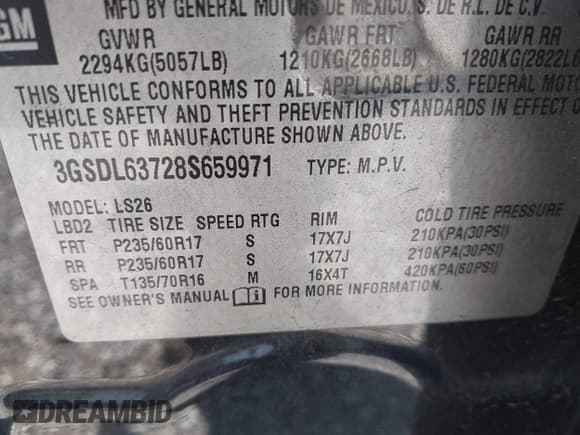 MFD BY GENERAL MOTORS DE MEXICO, S. DE R.L. DE C.V.
GM
GVWR GAWR FRT GAWR RR
2294KG(5057LB) 1210KG(2668LB) 1280KG(2822LB
THIS VEHICLE CONFORMS TO ALL APPLICABLE U.S. FEDERAL MOTOR
VEHICLE SAFETY AND THEFT PREVENTION STANDARDS IN EFFECT
THE DATE OF MANUFACTURE SHOWN ABOVE.
3GSDL63728S659971 TYPE: M.P.V.
MODEL: LS26
LBD2 TIRE SIZE SPEED RTG RIM COLD TIRE PRESSURE
FRT P235/60R17 S 17X7J 210KPA(30PSI)
RR P235/60R17 S 17X7J 210KPA(30PSI)
SPA T135/70R16 M 16X4T 420KPA(60PSI)
SEE OWNER'S MANUAL FOR MORE INFORMATION.
DREAMBID